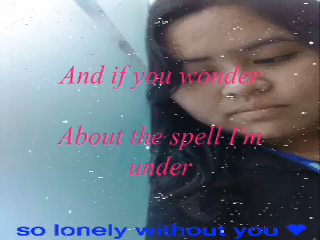 And if you wonder
About the spell I'm
under
so lonely without you ❤